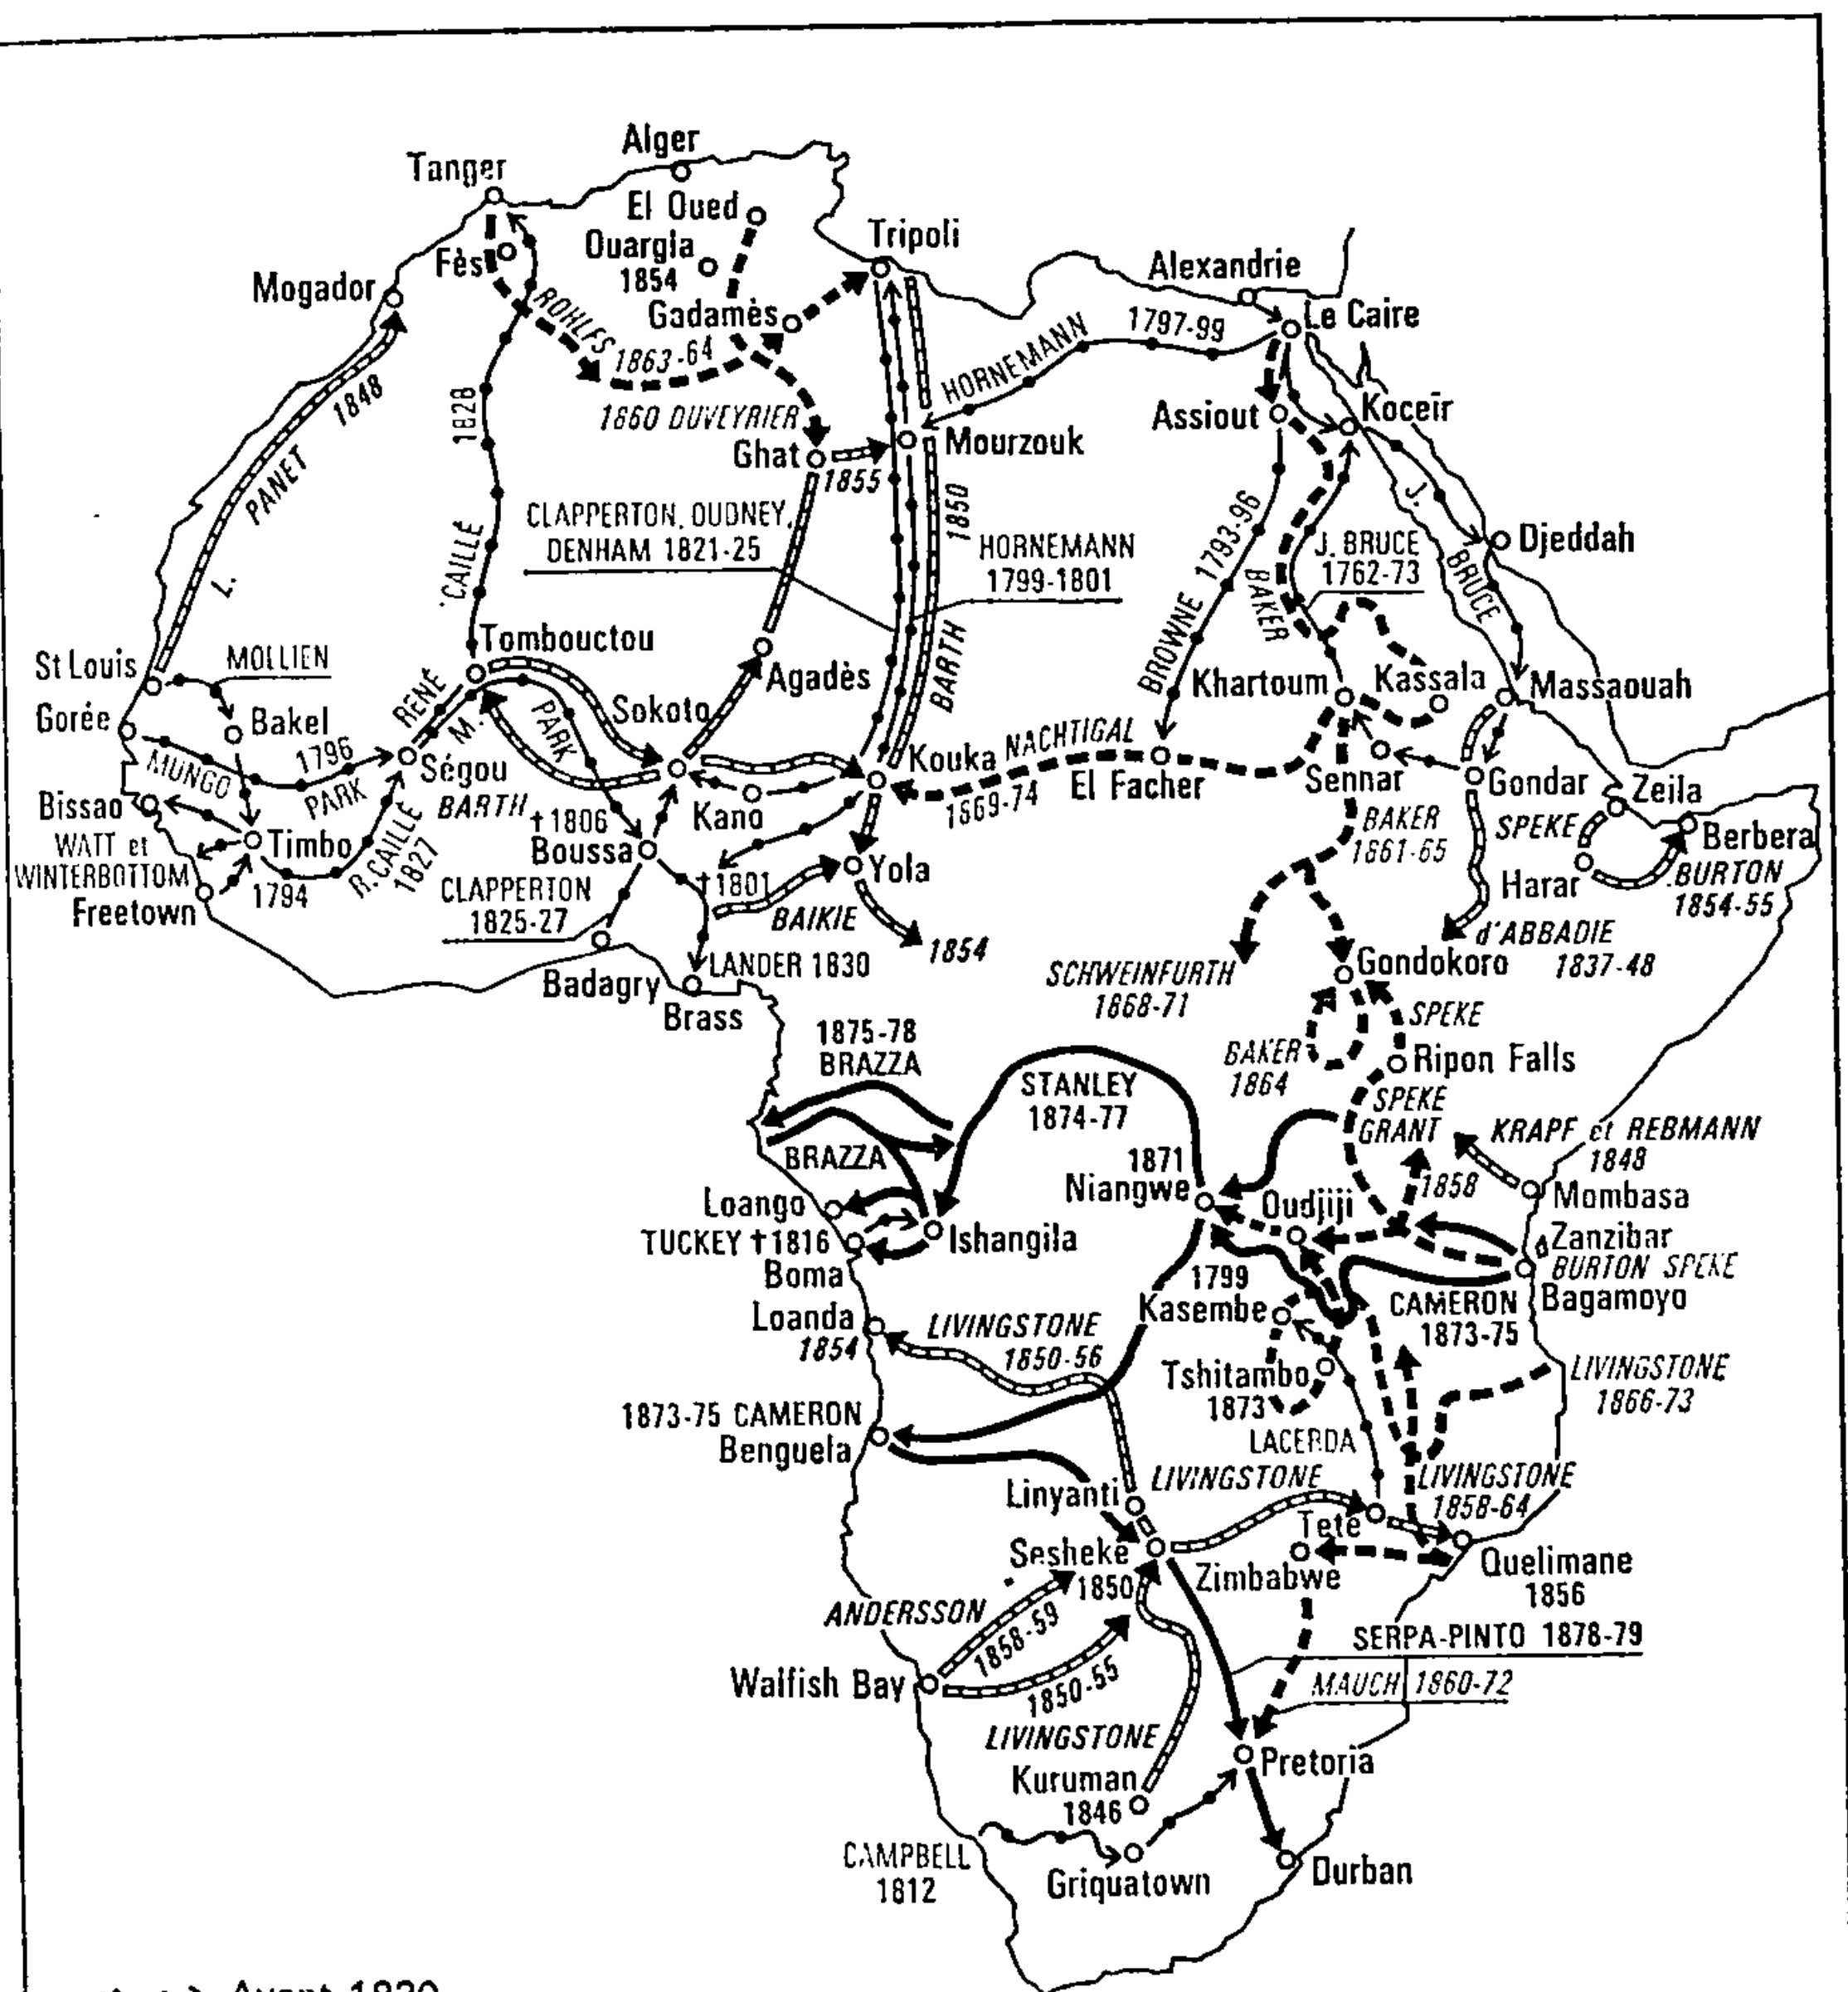 Alger
Tanger
El Oued
Ouargla
1854
Tripoli
Fès
Alexandrie
Mogador
Gadamès
Le Caire
ROHLFS
1863-64
HORNEMANN
1797-99
1848
1828
1860 DUVEYRIER
Assiout
Koceïr
Ghat
Mourzouk
1855
PANET
L.
CLAPPERTON, OUDNEY,
DENHAM 1821-25
1850
HORNEMANN
1799-1801
1793-96
J. BRUCE
1762-73
J.
BRUCE
Djeddah
CAILLÉ
BAKER
BROWNE
BARTH
Tombouctou
St Louis
MOLLIEN
RENÉ
Agadès
Khartoum
Kassala
Massaouah
Gorée
Bakel
M.
PARK
Sokoto
MUNGO
1796
PARK
Ségou
Kouka
NACHTIGAL
1869-74
El Facher
Sennar
Gondar
Zeila
Bissao
BARTH
†1806
Kano
BAKER
1861-65
SPEKE
Berbera
WATT et
WINTERBOTTOM
Timbo
R. CAILLÉ
1827
Boussa
†1801
Yola
Harar
BURTON
1854-55
Freetown
1794
CLAPPERTON
1825-27
BAIKIE
1854
d'ABBADIE
1837-48
Badagry
LANDER 1830
Brass
SCHWEINFURTH
1868-71
Gondokoro
SPEKE
1875-78
BRAZZA
BAKER
1864
Ripon Falls
STANLEY
1874-77
SPEKE
GRANT
KRAPF et REBMANN
1848
BRAZZA
1871
Niangwe
1858
Mombasa
Loango
Oudjiji
TUCKEY †1816
Ishangila
Zanzibar
Boma
BURTON SPEKE
1799
Kasembe
Bagamoyo
CAMERON
1873-75
Loanda
1854
LIVINGSTONE
1850-56
Tshitambo
1873
LIVINGSTONE
1866-73
1873-75 CAMERON
Benguela
LACERDA
Linyanti
LIVINGSTONE
LIVINGSTONE
1858-64
Tete
Sesheke
1850
Zimbabwe
Quelimane
1856
ANDERSSON
1858-59
SERPA-PINTO 1878-79
Walfish Bay
1850-55
MAUCH 1860-72
LIVINGSTONE
Pretoria
Kuruman
1846
CAMPBELL
1812
Griquatown
Durban